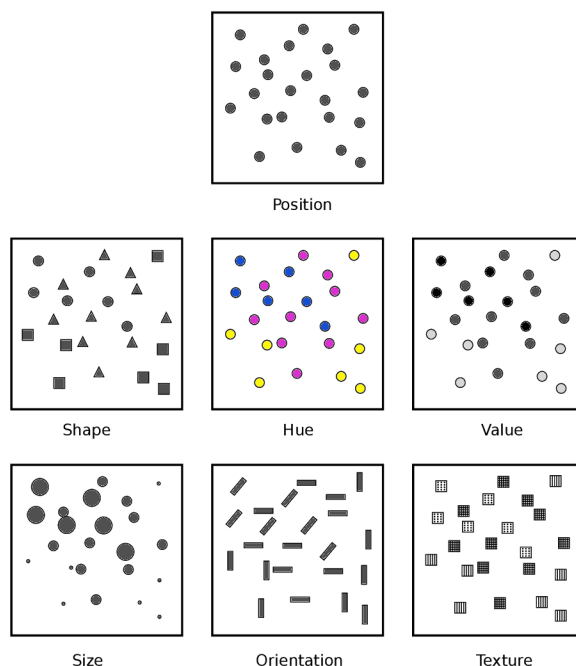 Position
Shape
Hue
Value
Size
Orientation
Texture